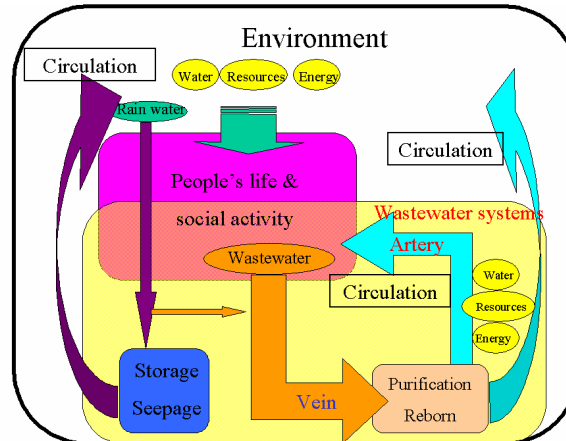 Environment
Circulation
Water
Resources
Energy
Rain water
Circulation
People's life &
social activity
Wastewater systems
Artery
Wastewater
Water
Circulation
Resources
Energy
Storage
Seepage
Vein
Purification
Reborn